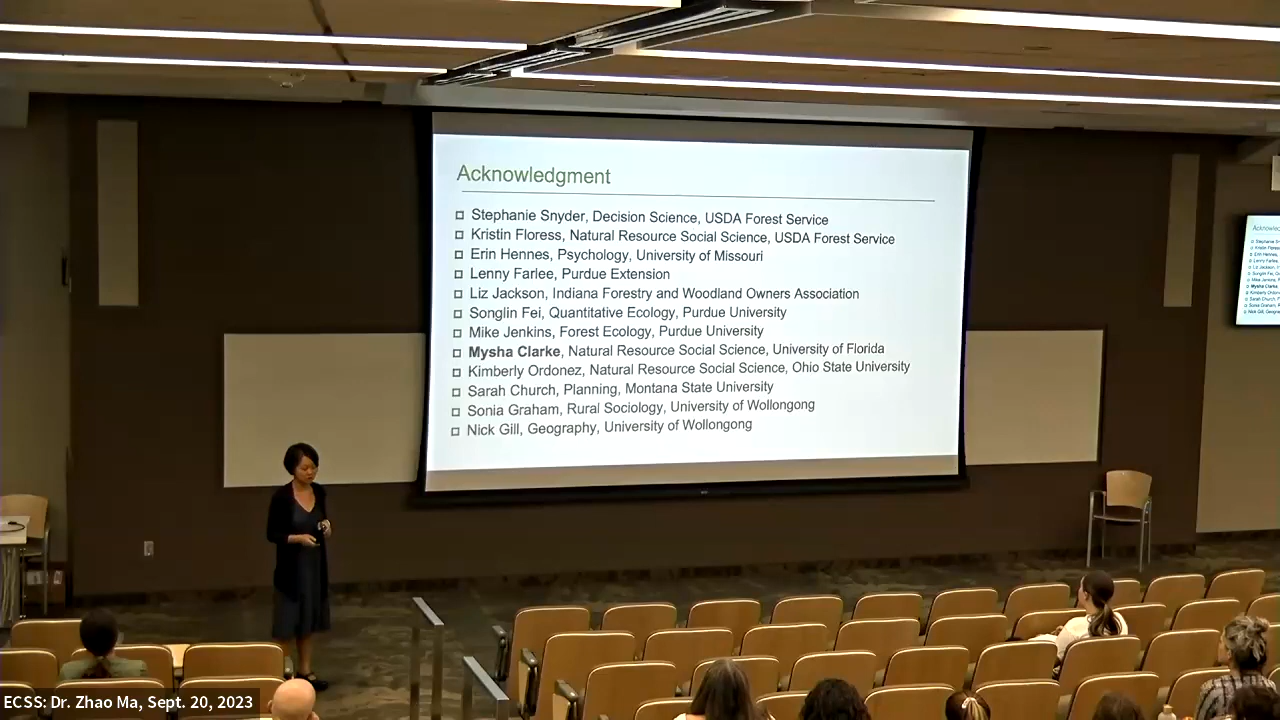 Acknowledgment
Stephanie Snyder, Decision Science, USDA Forest Service
Kristin Floress, Natural Resource Social Science, USDA Forest Service
Erin Hennes, Psychology, University of Missouri
Lenny Farlee, Purdue Extension
Liz Jackson, Indiana Forestry and Woodland Owners Association
Songlin Fei, Quantitative Ecology, Purdue University
Mike Jenkins, Forest Ecology, Purdue University
Mysha Clarke, Natural Resource Social Science, University of Florida
Kimberly Ordonez, Natural Resource Social Science, Ohio State University
Sarah Church, Planning, Montana State University
Sonia Graham, Rural Sociology, University of Wollongong
Nick Gill, Geography, University of Wollongong
ECSS: Dr. Zhao Ma, Sept. 20, 2023